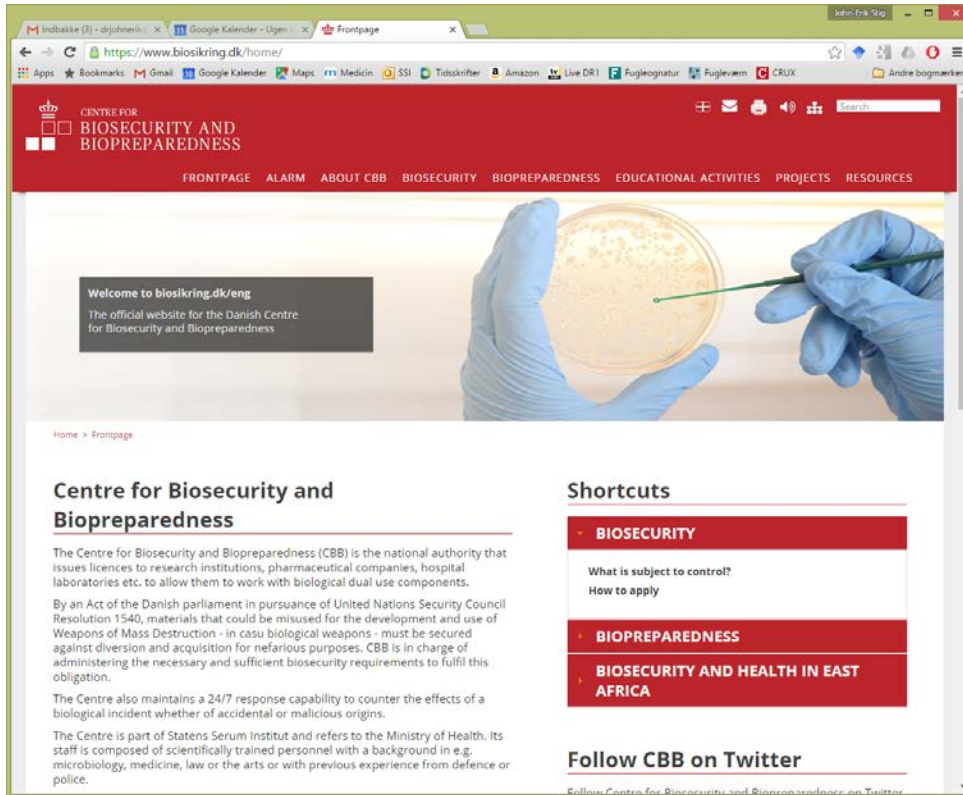 John-Erik Stig
Indbakke (3) - drjohnerik
Google Kalender - Ugen
Frontpage
https://www.biosikring.dk/home/
Apps Bookmarks Gmail Google Kalender Maps Medicin SSI Tidsskrifter Amazon Live DR1 Fugleognatur Fugleværn CRUX Andre bogmærker
CENTRE FOR
BIOSECURITY AND
BIOPREPAREDNESS
Search
FRONTPAGE ALARM ABOUT CBB BIOSECURITY BIOPREPAREDNESS EDUCATIONAL ACTIVITIES PROJECTS RESOURCES
Welcome to biosikring.dk/eng
The official website for the Danish Centre
for Biosecurity and Biopreparedness
Home > Frontpage
Centre for Biosecurity and
Biopreparedness
The Centre for Biosecurity and Biopreparedness (CBB) is the national authority that
issues licences to research institutions, pharmaceutical companies, hospital
laboratories etc. to allow them to work with biological dual use components.
By an Act of the Danish parliament in pursuance of United Nations Security Council
Resolution 1540, materials that could be misused for the development and use of
Weapons of Mass Destruction - in casu biological weapons - must be secured
against diversion and acquisition for nefarious purposes. CBB is in charge of
administering the necessary and sufficient biosecurity requirements to fulfil this
obligation.
The Centre also maintains a 24/7 response capability to counter the effects of a
biological incident whether of accidental or malicious origins.
The Centre is part of Statens Serum Institut and refers to the Ministry of Health. Its
staff is composed of scientifically trained personnel with a background in e.g.
microbiology, medicine, law or the arts or with previous experience from defence or
police.
Shortcuts
BIOSECURITY
What is subject to control?
How to apply
BIOPREPAREDNESS
BIOSECURITY AND HEALTH IN EAST
AFRICA
Follow CBB on Twitter
Follow Centre for Biosecurity and Biopreparedness on Twitter